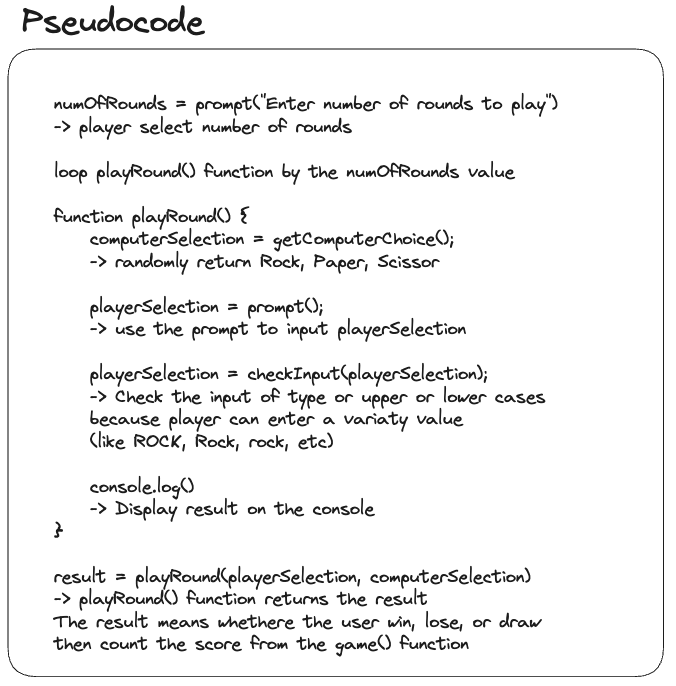 Pseudocode
numOfRounds = prompt("Enter number of rounds to play")
-> player select number of rounds
loop playRound() function by the numOfRounds value
function playRound() {
computerSelection = getComputerChoice();
-> randomly return Rock, Paper, Scissor
playerSelection = prompt();
-> use the prompt to input playerSelection
playerSelection = checkInput(playerSelection);
-> Check the input of type or upper or lower cases
because player can enter a variaty value
(like ROCK, Rock, rock, etc)
console.log()
-> Display result on the console
}
result = playRound(playerSelection, computerSelection)
-> playRound() function returns the result
The result means whethere the user win, lose, or draw
then count the score from the game() function